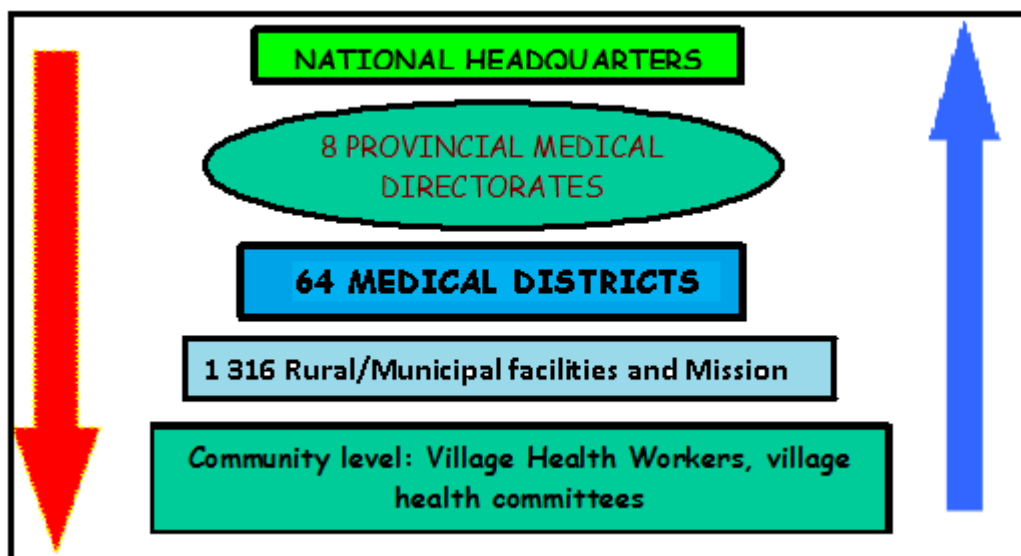 NATIONAL HEADQUARTERS
8 PROVINCIAL MEDICAL
DIRECTORATES
64 MEDICAL DISTRICTS
1 316 Rural/Municipal facilities and Mission
Community level: Village Health Workers, village
health committees